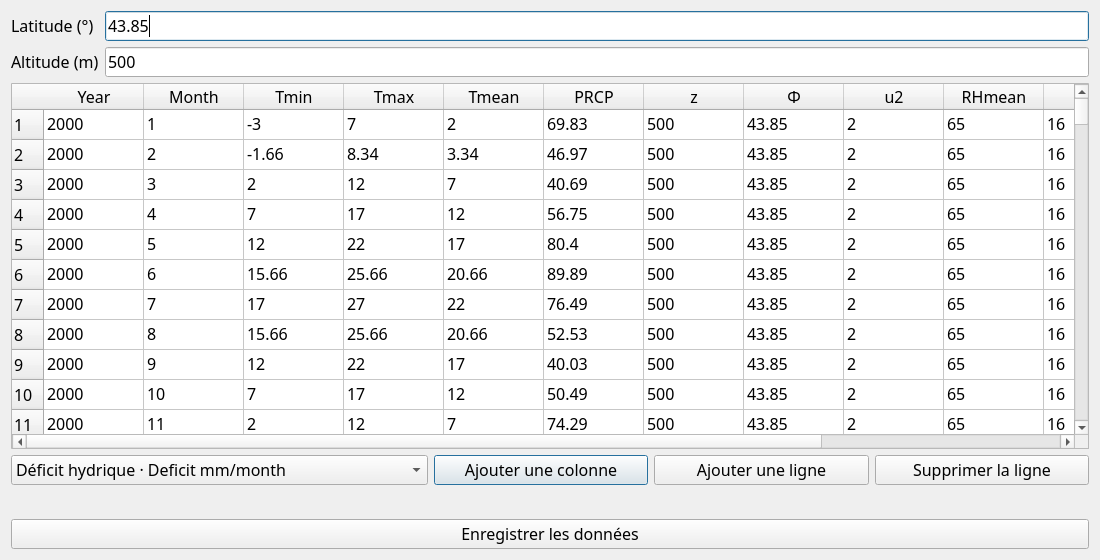 Latitude (°) 43.85
Altitude (m) 500
Year Month Tmin Tmax Tmean PRCP z Φ u2 RHmean
1 2000 1 -3 7 2 69.83 500 43.85 2 65 16
2 2000 2 -1.66 8.34 3.34 46.97 500 43.85 2 65 16
3 2000 3 2 12 7 40.69 500 43.85 2 65 16
4 2000 4 7 17 12 56.75 500 43.85 2 65 16
5 2000 5 12 22 17 80.4 500 43.85 2 65 16
6 2000 6 15.66 25.66 20.66 89.89 500 43.85 2 65 16
7 2000 7 17 27 22 76.49 500 43.85 2 65 16
8 2000 8 15.66 25.66 20.66 52.53 500 43.85 2 65 16
9 2000 9 12 22 17 40.03 500 43.85 2 65 16
10 2000 10 7 17 12 50.49 500 43.85 2 65 16
11 2000 11 2 12 7 74.29 500 43.85 2 65 16
Déficit hydrique · Deficit mm/month Ajouter une colonne Ajouter une ligne Supprimer la ligne
Enregistrer les données